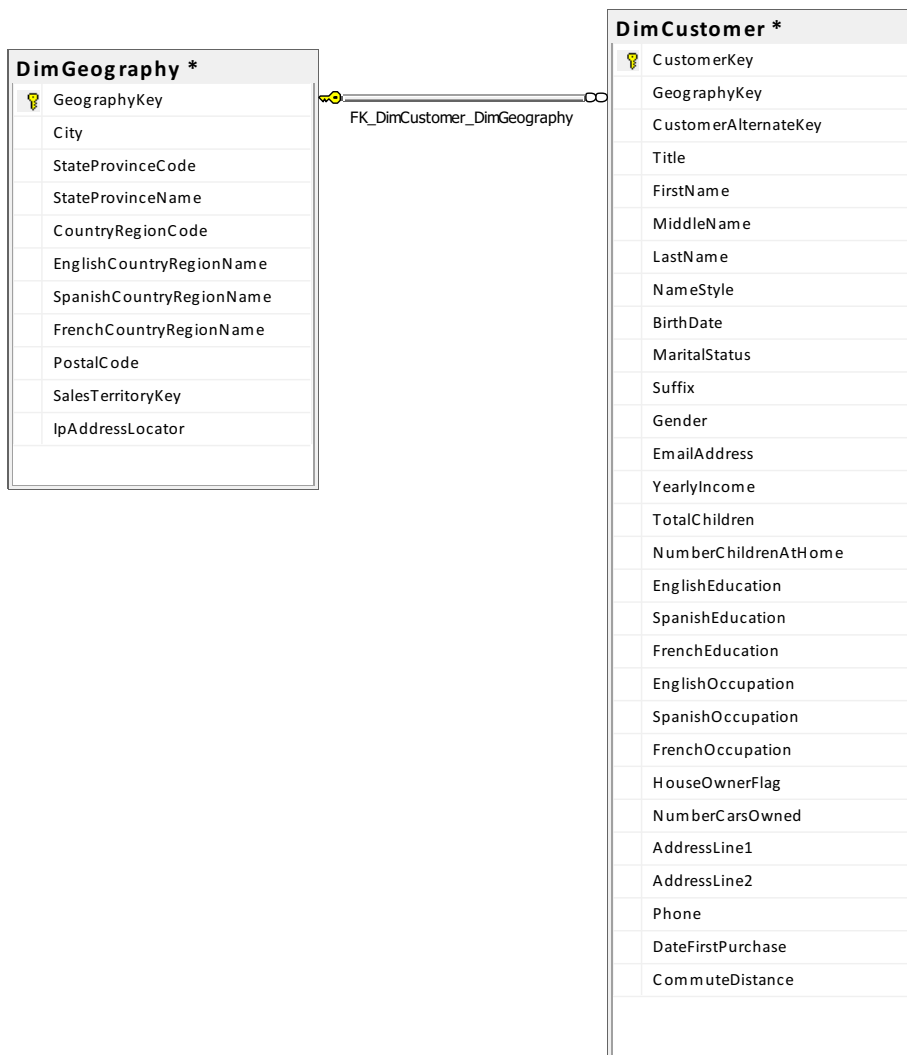 DimGeography *
GeographyKey
City
StateProvinceCode
StateProvinceName
CountryRegionCode
EnglishCountryRegionName
SpanishCountryRegionName
FrenchCountryRegionName
PostalCode
SalesTerritoryKey
IpAddressLocator
FK_DimCustomer_DimGeography
DimCustomer *
CustomerKey
GeographyKey
CustomerAlternateKey
Title
FirstName
MiddleName
LastName
NameStyle
BirthDate
MaritalStatus
Suffix
Gender
EmailAddress
YearlyIncome
TotalChildren
NumberChildrenAtHome
EnglishEducation
SpanishEducation
FrenchEducation
EnglishOccupation
SpanishOccupation
FrenchOccupation
HouseOwnerFlag
NumberCarsOwned
AddressLine1
AddressLine2
Phone
DateFirstPurchase
CommuteDistance